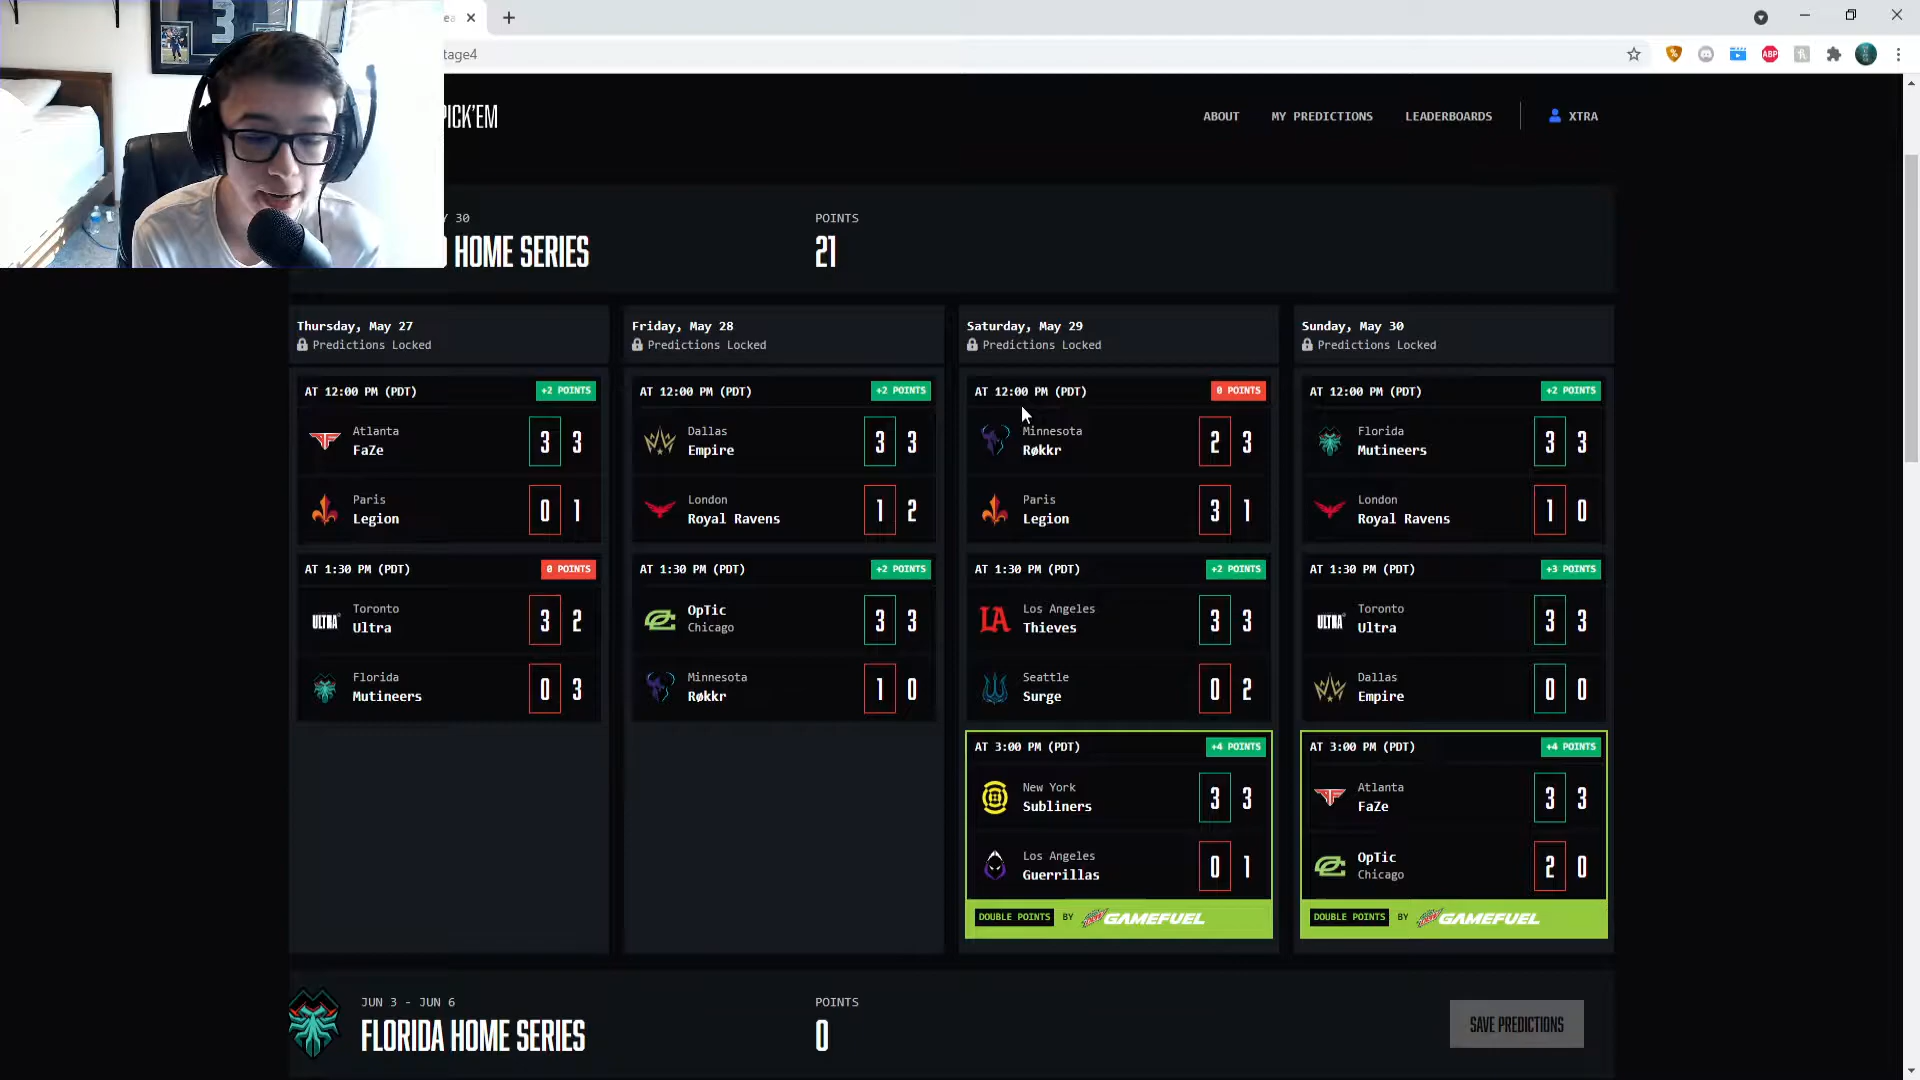 tage4
ABP
PICK'EM
ABOUT
MY PREDICTIONS
LEADERBOARDS
XTRA
3
30
HOME SERIES
POINTS
21
Thursday, May 27
Predictions Locked
AT 12:00 PM (PDT)
+2 POINTS
Atlanta
FaZe
3 3
Paris
Legion
0 1
AT 1:30 PM (PDT)
0 POINTS
ULTRA
Toronto
Ultra
3 2
Florida
Mutineers
0 3
Friday, May 28
Predictions Locked
AT 12:00 PM (PDT)
+2 POINTS
Dallas
Empire
3 3
London
Royal Ravens
1 2
AT 1:30 PM (PDT)
+2 POINTS
OpTic
Chicago
3 3
Minnesota
Røkkr
1 0
Saturday, May 29
Predictions Locked
AT 12:00 PM (PDT)
0 POINTS
Minnesota
Røkkr
2 3
Paris
Legion
3 1
AT 1:30 PM (PDT)
+2 POINTS
LA
Los Angeles
Thieves
3 3
Seattle
Surge
0 2
AT 3:00 PM (PDT)
+4 POINTS
New York
Subliners
3 3
Los Angeles
Guerrillas
0 1
DOUBLE POINTS BY GAMEFUEL
Sunday, May 30
Predictions Locked
AT 12:00 PM (PDT)
+2 POINTS
Florida
Mutineers
3 3
London
Royal Ravens
1 0
AT 1:30 PM (PDT)
+3 POINTS
ULTRA
Toronto
Ultra
3 3
Dallas
Empire
0 0
AT 3:00 PM (PDT)
+4 POINTS
Atlanta
FaZe
3 3
OpTic
Chicago
2 0
DOUBLE POINTS BY GAMEFUEL
JUN 3 - JUN 6
FLORIDA HOME SERIES
POINTS
0
SAVE PREDICTIONS